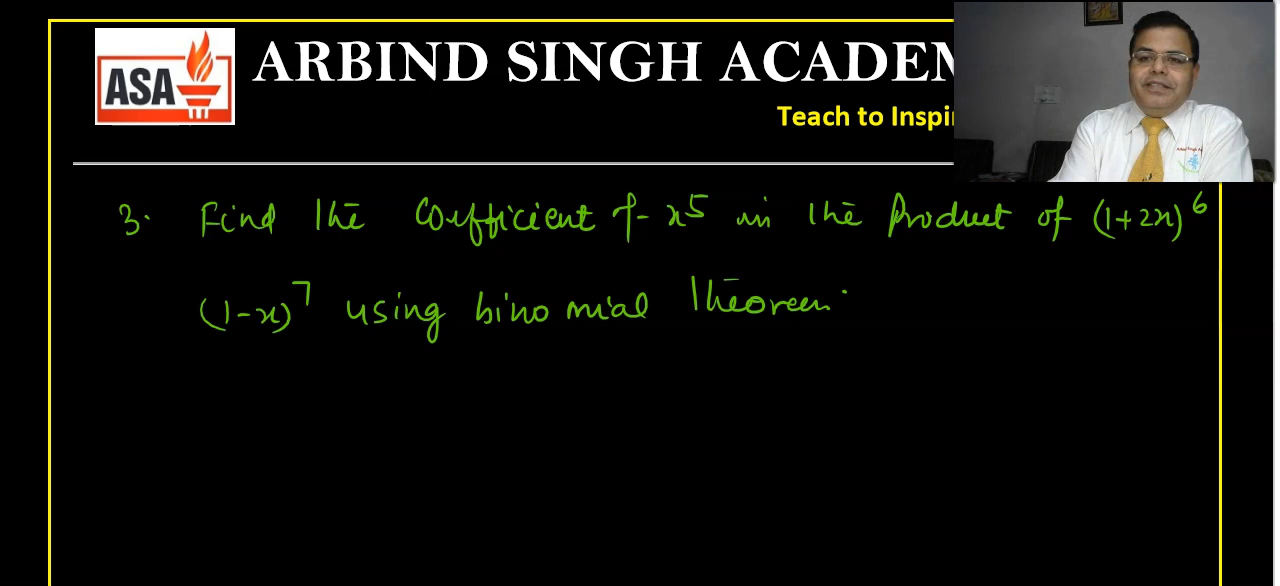 ASA
ARBIND SINGH ACADEM
Teach to Inspi
3. Find the Coefficient of x⁵ in the Product of (1+2x)⁶
(1-x)⁷ using binomial Theorem.